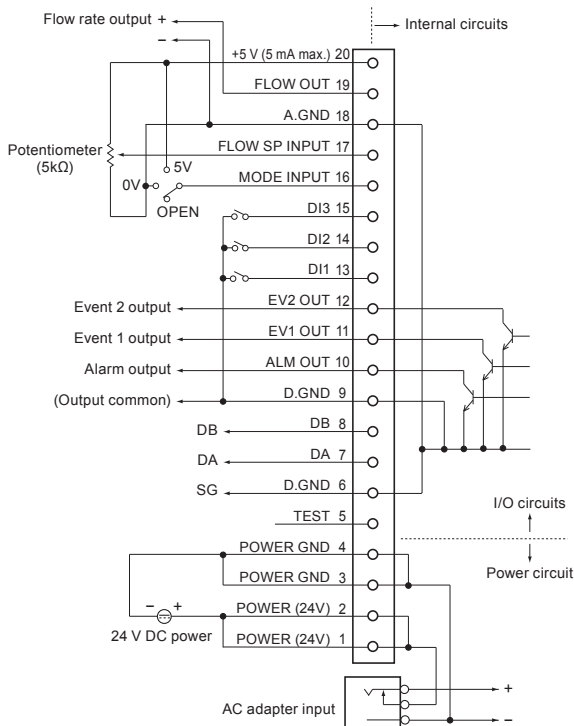 Flow rate output +
–
Internal circuits
+5 V (5 mA max.) 20
FLOW OUT 19
A.GND 18
Potentiometer
(5kΩ)
FLOW SP INPUT 17
5V
0V
MODE INPUT 16
OPEN
DI3 15
DI2 14
DI1 13
Event 2 output
EV2 OUT 12
Event 1 output
EV1 OUT 11
Alarm output
ALM OUT 10
(Output common)
D.GND 9
DB
DB 8
DA
DA 7
SG
D.GND 6
TEST 5
I/O circuits
Power circuit
POWER GND 4
POWER GND 3
– +
POWER (24V) 2
24 V DC power
POWER (24V) 1
AC adapter input
+
–